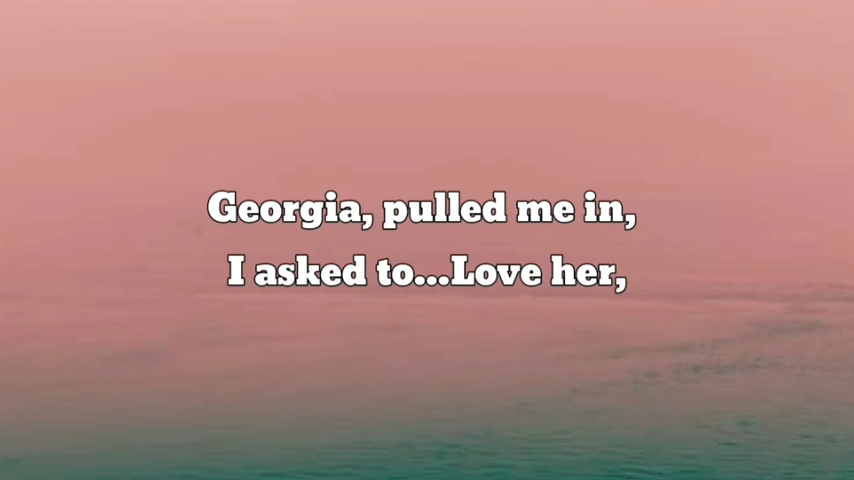 Georgia, pulled me in,
I asked to...Love her,